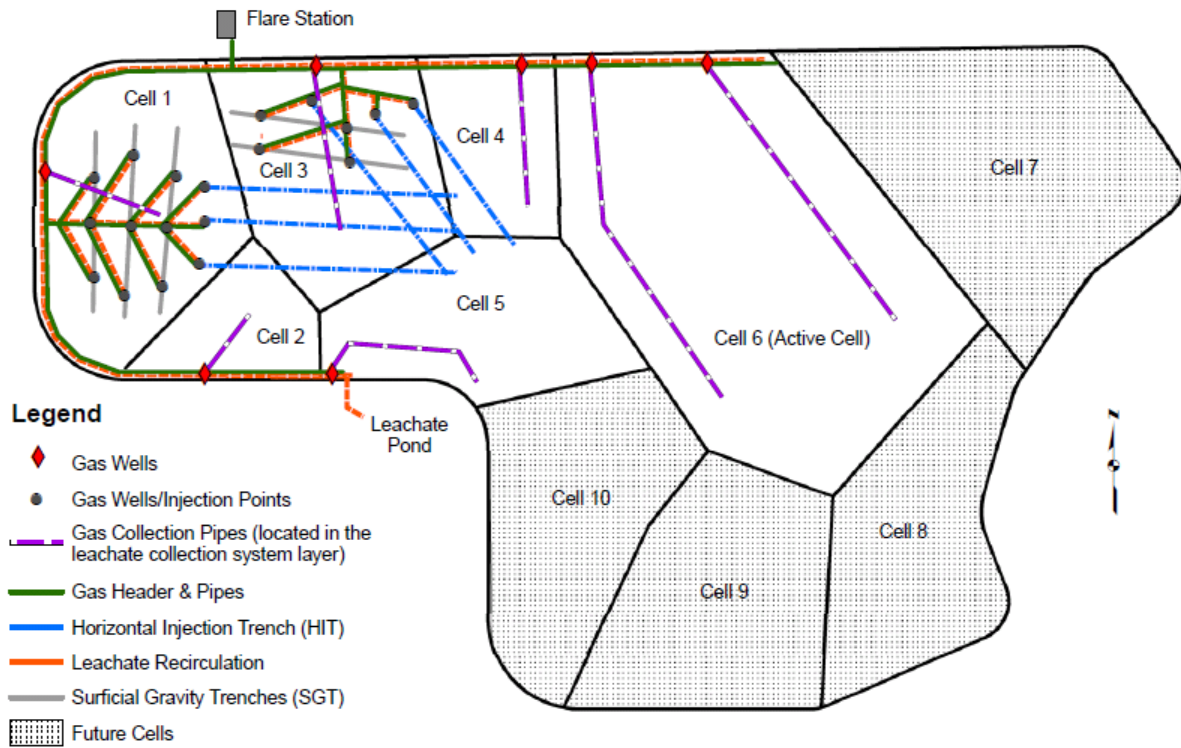 Flare Station
Cell 1
Cell 3
Cell 4
Cell 7
Cell 5
Cell 2
Cell 6 (Active Cell)
Leachate
Pond
Cell 10
Cell 9
Cell 8
Legend
Gas Wells
Gas Wells/Injection Points
Gas Collection Pipes (located in the
leachate collection system layer)
Gas Header & Pipes
Horizontal Injection Trench (HIT)
Leachate Recirculation
Surficial Gravity Trenches (SGT)
Future Cells